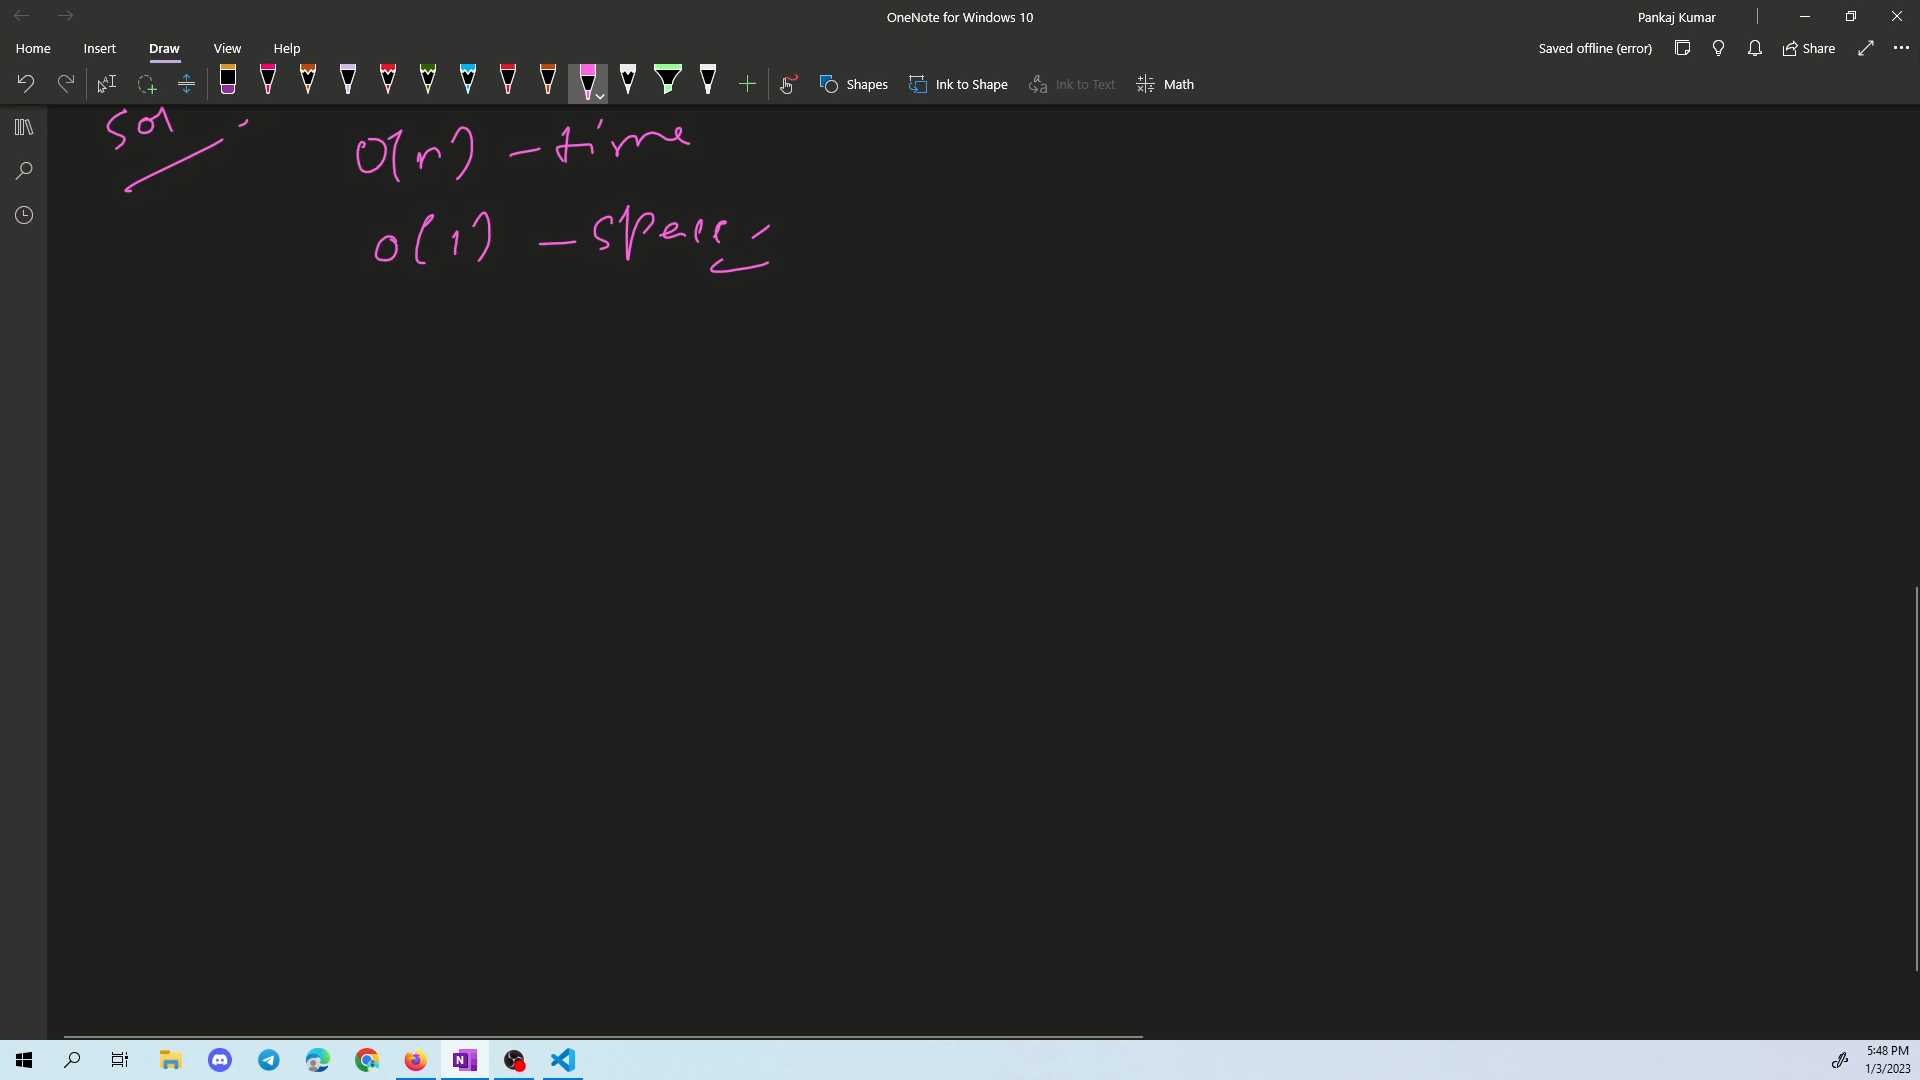 OneNote for Windows 10
Pankaj Kumar
Home Insert Draw View Help
Saved offline (error) Share
Shapes Ink to Shape Ink to Text Math
Sol
O(n) - time
O(1) - space
5:48 PM
1/3/2023